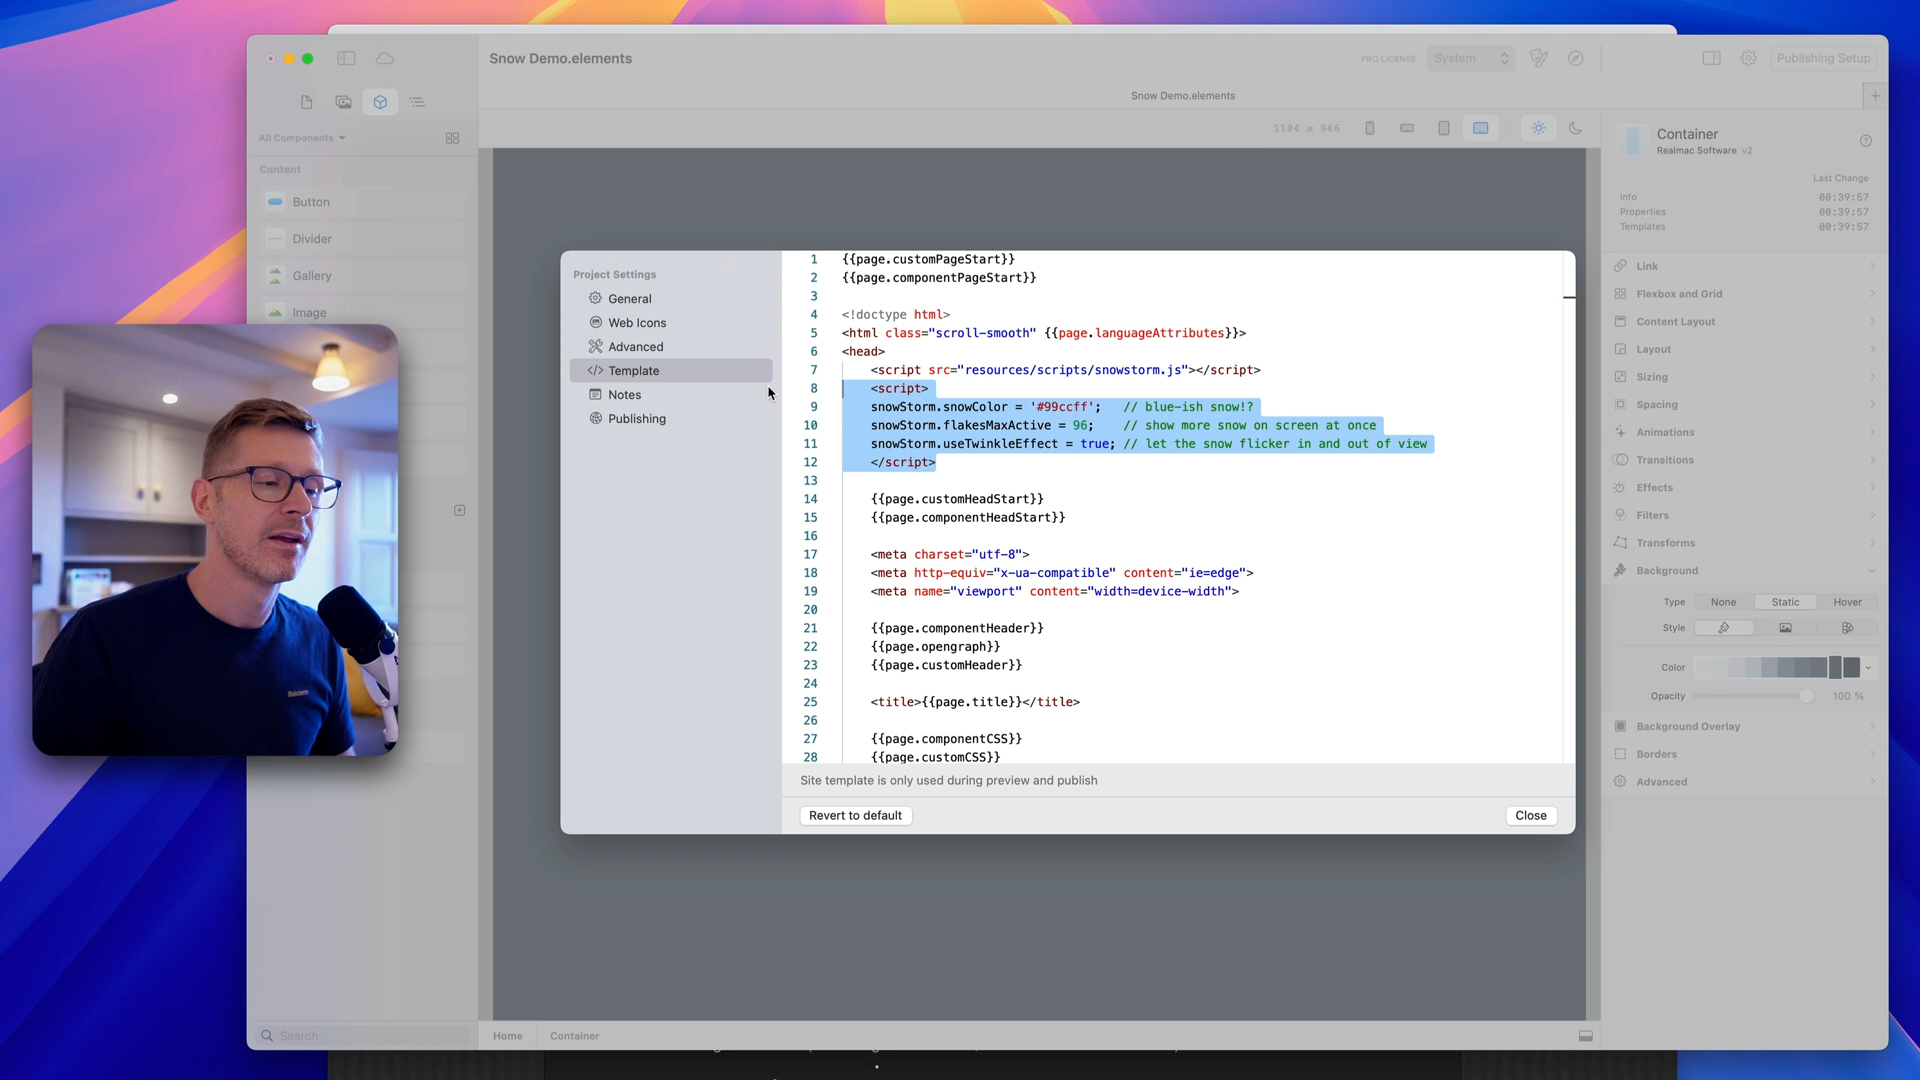 Snow Demo.elements
PRO LICENSE
System
Publishing Setup
Snow Demo.elements
All Components
1184 x 946
Content
Button
Divider
Gallery
Image
Search
Project Settings
General
Web Icons
Advanced
Template
Notes
Publishing
1 {{page.customPageStart}}
2 {{page.componentPageStart}}
3
4 <!doctype html>
5 <html class="scroll-smooth" {{page.languageAttributes}}>
6 <head>
7 <script src="resources/scripts/snowstorm.js"></script>
8 <script>
9 snowStorm.snowColor = '#99ccff'; // blue-ish snow!?
10 snowStorm.flakesMaxActive = 96; // show more snow on screen at once
11 snowStorm.useTwinkleEffect = true; // let the snow flicker in and out of view
12 </script>
13
14 {{page.customHeadStart}}
15 {{page.componentHeadStart}}
16
17 <meta charset="utf-8">
18 <meta http-equiv="x-ua-compatible" content="ie=edge">
19 <meta name="viewport" content="width=device-width">
20
21 {{page.componentHeader}}
22 {{page.opengraph}}
23 {{page.customHeader}}
24
25 <title>{{page.title}}</title>
26
27 {{page.componentCSS}}
28 {{page.customCSS}}
Site template is only used during preview and publish
Revert to default
Close
Home
Container
Container
Realmac Software v2
Last Change
Info 00:39:57
Properties 00:39:57
Templates 00:39:57
Link
Flexbox and Grid
Content Layout
Layout
Sizing
Spacing
Animations
Transitions
Effects
Filters
Transforms
Background
Type None Static Hover
Style
Color
Opacity 100 %
Background Overlay
Borders
Advanced